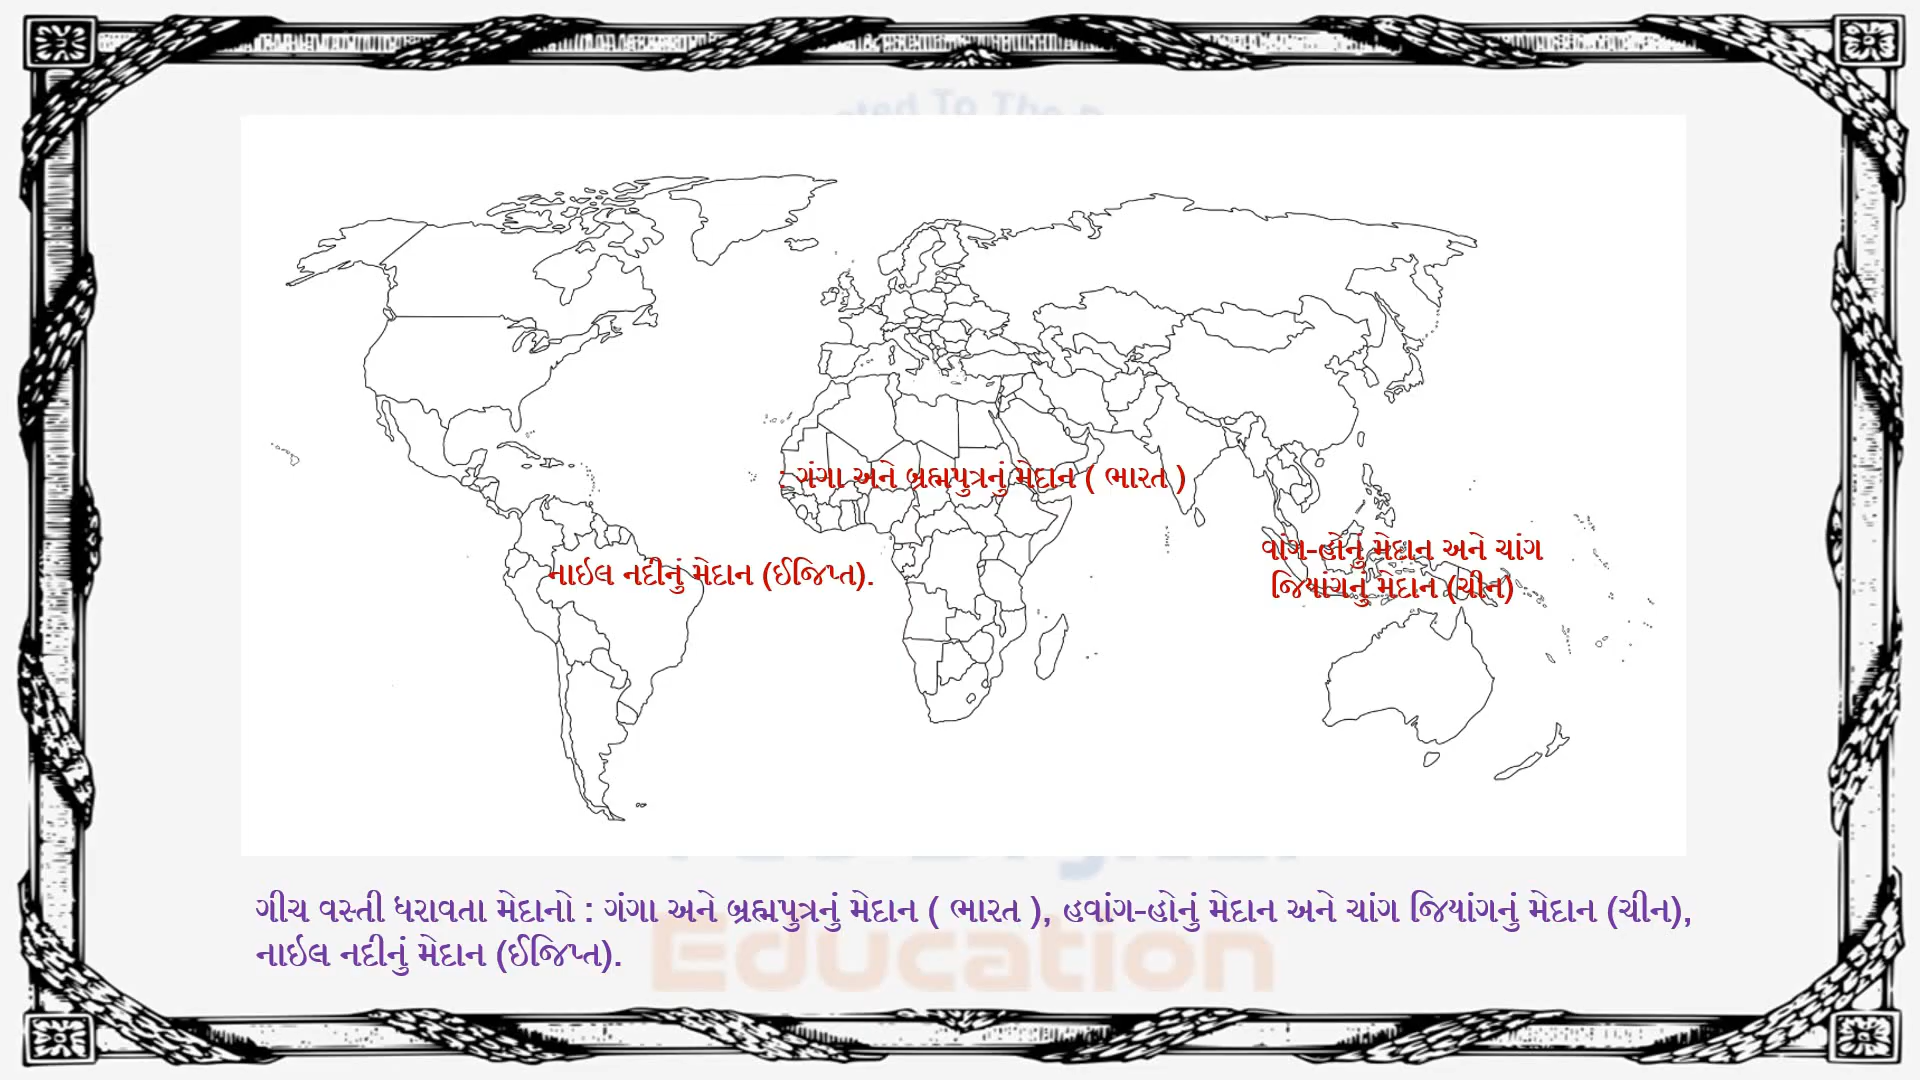 : ગંગા અને બ્રહ્મપુત્રનું મેદાન ( ભારત )
વાંગ-હોનું મેદાન અને ચાંગ
જિયાંગનું મેદાન (ચીન)
નાઈલ નદીનું મેદાન (ઈજિપ્ત).
ગીચ વસ્તી ધરાવતા મેદાનો : ગંગા અને બ્રહ્મપુત્રનું મેદાન ( ભારત ), હવાંગ-હોનું મેદાન અને ચાંગ જિયાંગનું મેદાન (ચીન),
નાઈલ નદીનું મેદાન (ઈજિપ્ત).
Education